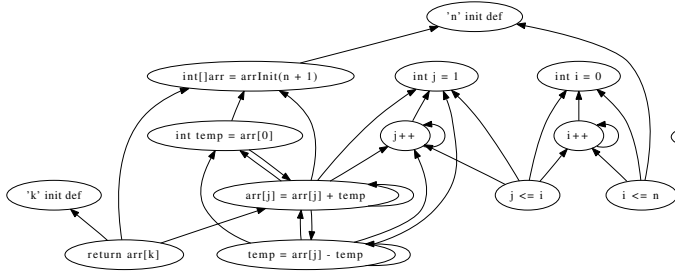 'n' init def
int[]arr = arrInit(n + 1)
int j = 1
int i = 0
int temp = arr[0]
j++
i++
'k' init def
arr[j] = arr[j] + temp
j <= i
i <= n
return arr[k]
temp = arr[j] - temp